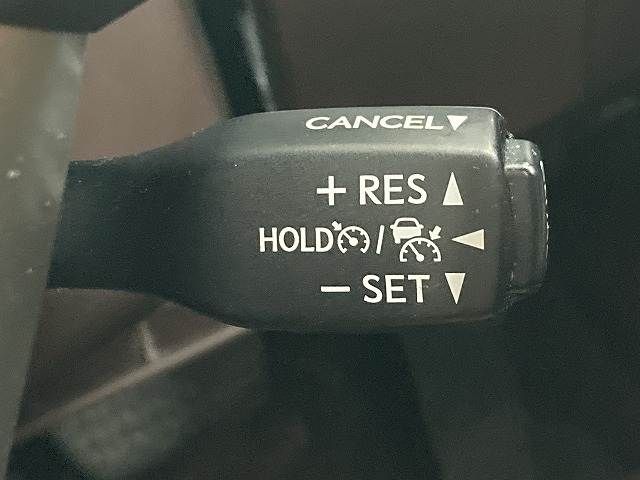 CANCEL▼
+ RES ▲
HOLD / ◀
− SET ▼